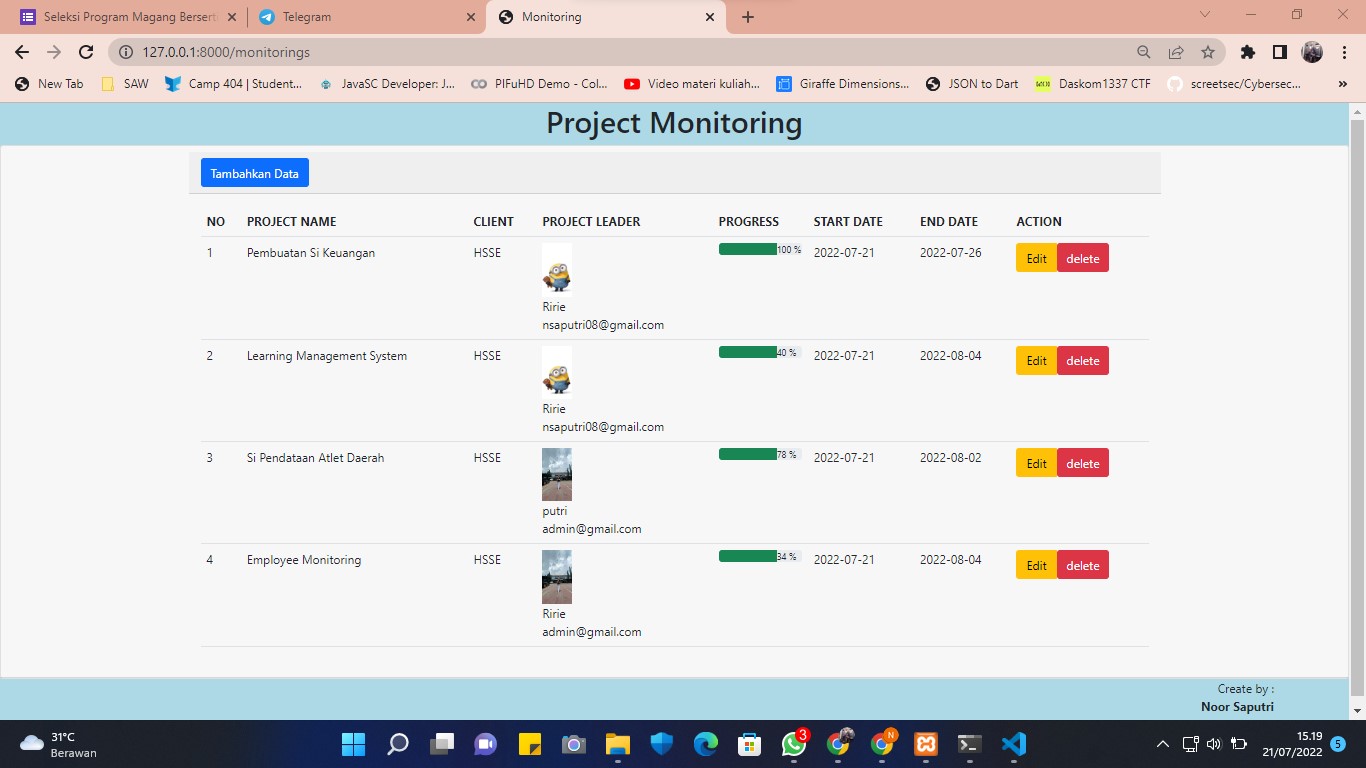 Seleksi Program Magang Berserti
Telegram
Monitoring
127.0.0.1:8000/monitorings
New Tab
SAW
Camp 404 | Student...
JavaSC Developer: J...
PIFuHD Demo - Col...
Video materi kuliah...
Giraffe Dimensions...
JSON to Dart
Daskom1337 CTF
screetsec/Cybersec...
»
Project Monitoring
Tambahkan Data
NO PROJECT NAME CLIENT PROJECT LEADER PROGRESS START DATE END DATE ACTION
1 Pembuatan Si Keuangan HSSE 100 % 2022-07-21 2022-07-26 Edit delete
Ririe
nsaputri08@gmail.com
2 Learning Management System HSSE 40 % 2022-07-21 2022-08-04 Edit delete
Ririe
nsaputri08@gmail.com
3 Si Pendataan Atlet Daerah HSSE 78 % 2022-07-21 2022-08-02 Edit delete
putri
admin@gmail.com
4 Employee Monitoring HSSE 34 % 2022-07-21 2022-08-04 Edit delete
Ririe
admin@gmail.com
Create by :
Noor Saputri
31°C
Berawan
3
N
15.19
21/07/2022
5